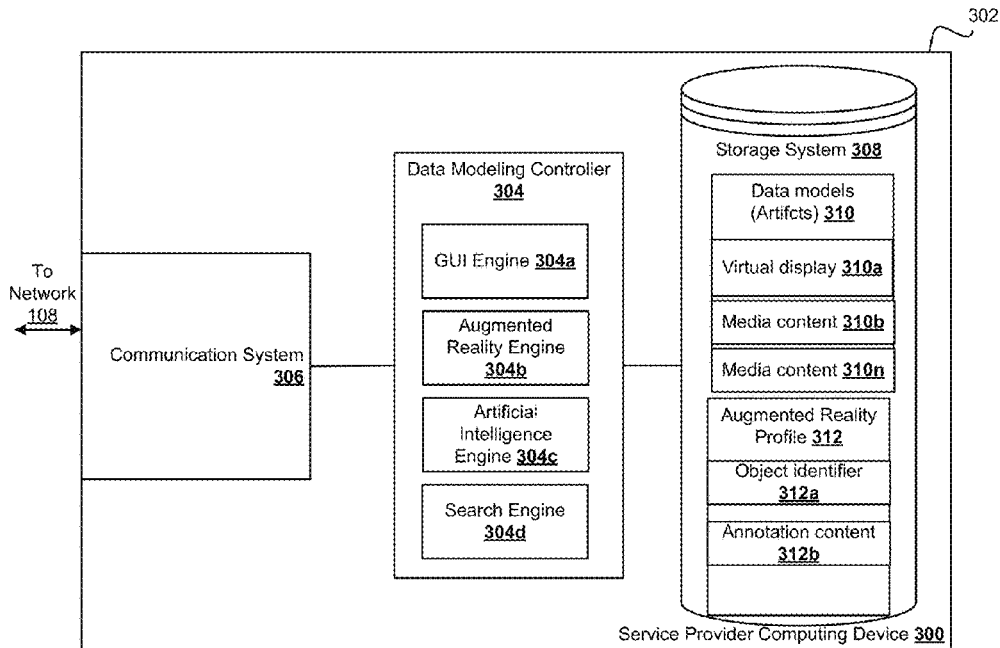 302
Storage System 308
Data Modeling Controller
304
Data models
(Artifcts) 310
GUI Engine 304a
Virtual display 310a
To
Network
108
Augmented
Reality Engine
304b
Media content 310b
Communication System
306
Media content 310n
Artificial
Intelligence
Engine 304c
Augmented Reality
Profile 312
Object identifier
312a
Search Engine
304d
Annotation content
312b
Service Provider Computing Device 300